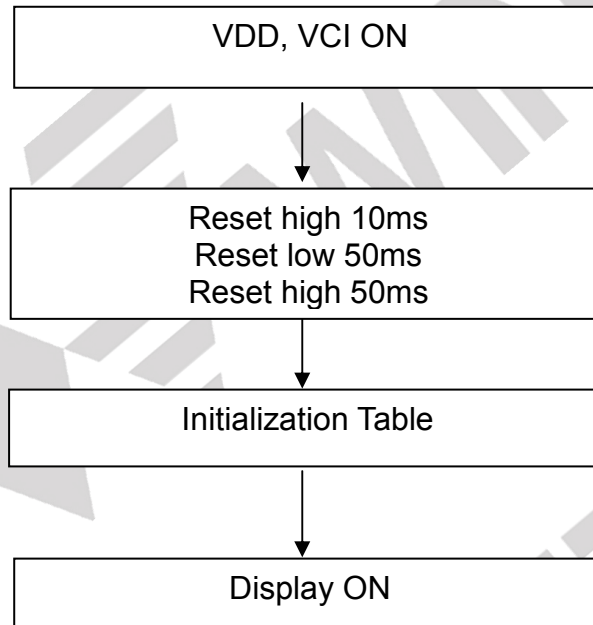 VDD, VCI ON
Reset high 10ms
Reset low 50ms
Reset high 50ms
Initialization Table
Display ON